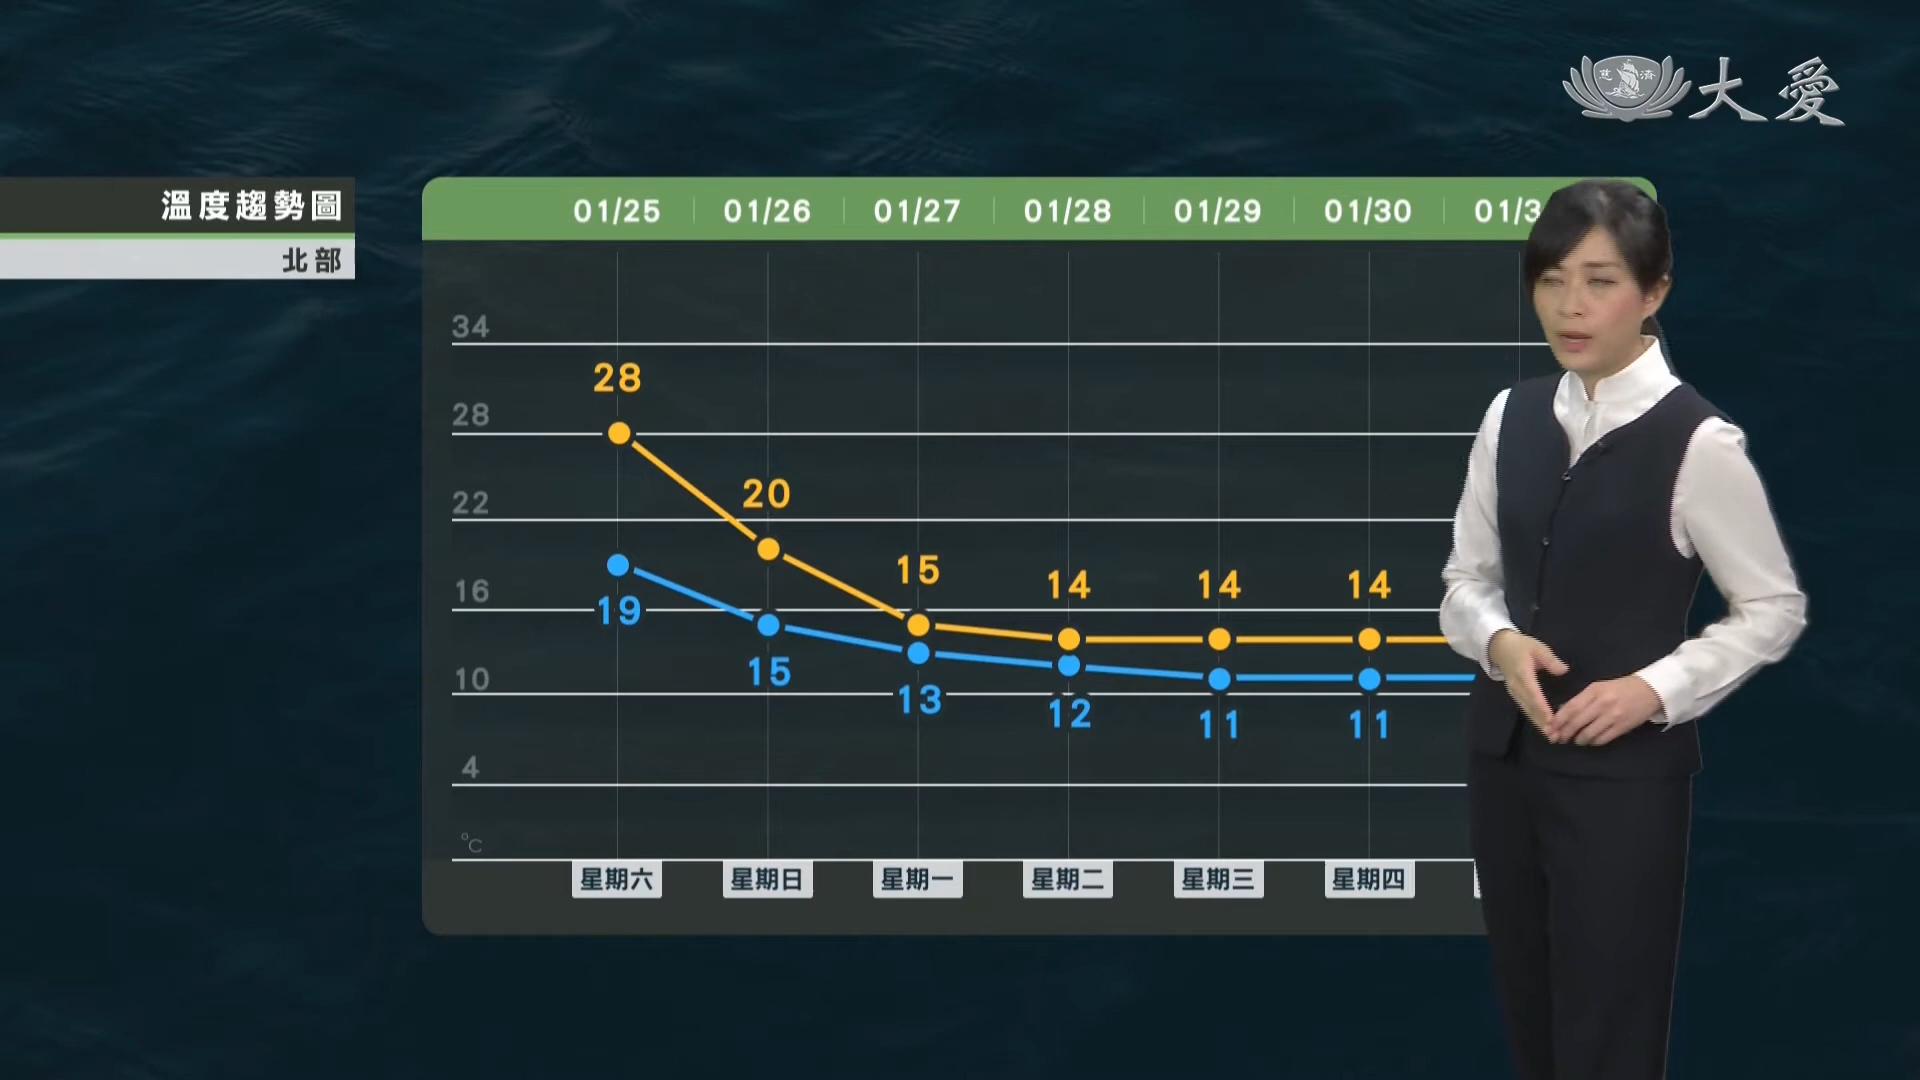 慈濟
大愛
溫度趨勢圖
北部
01/25 01/26 01/27 01/28 01/29 01/30
34
28
28
22
20
16
19
15
15
14
14
14
10
13
12
11
11
4
°C
星期六 星期日 星期一 星期二 星期三 星期四